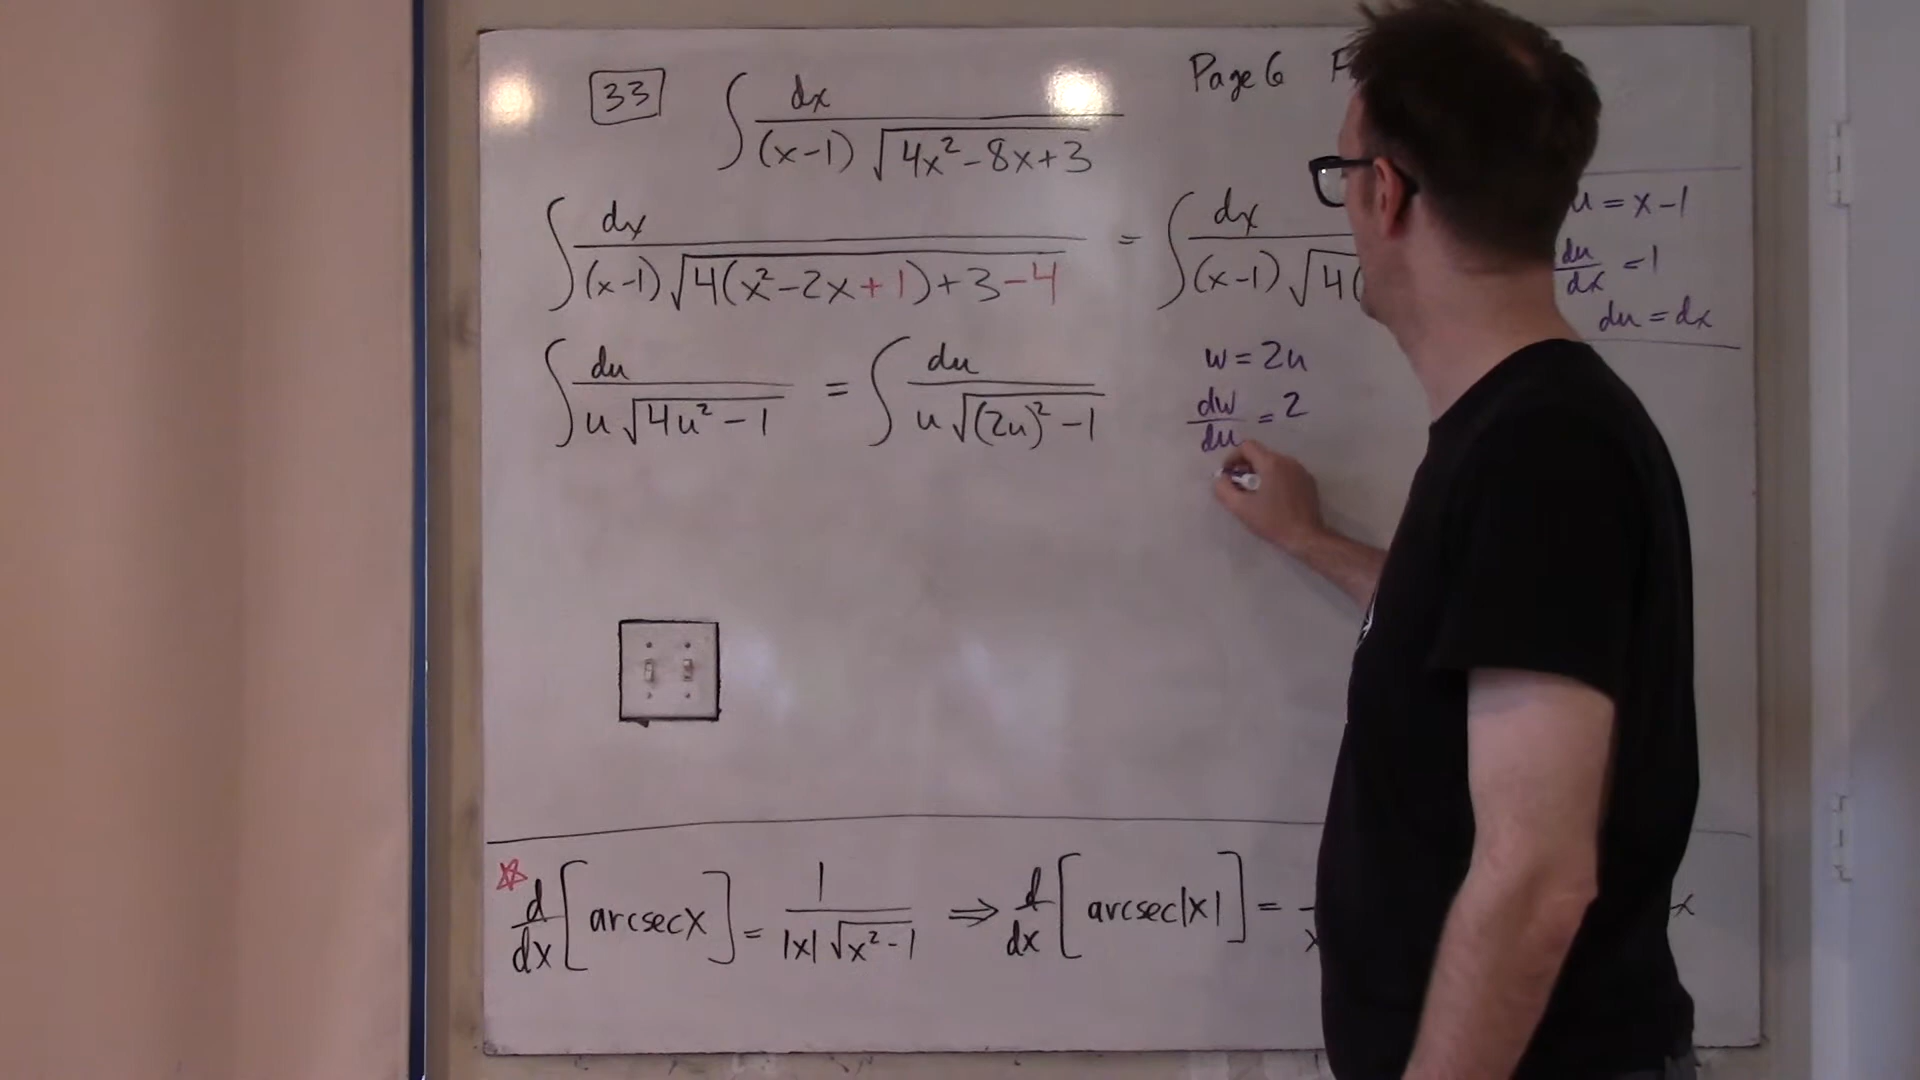 33 ∫ dx / ((x-1) √(4x²-8x+3)) Page 6
∫ dx / ((x-1) √(4(x²-2x+1)+3-4)) = ∫ dx / ((x-1) √4(
u = x-1
du/dx = 1
du = dx
∫ du / (u √(4u²-1)) = ∫ du / (u √((2u)²-1))
w = 2u
dw/du = 2
d/dx [arcsec x] = 1 / (|x| √(x²-1)) ⇒ d/dx [arcsec|x|] =